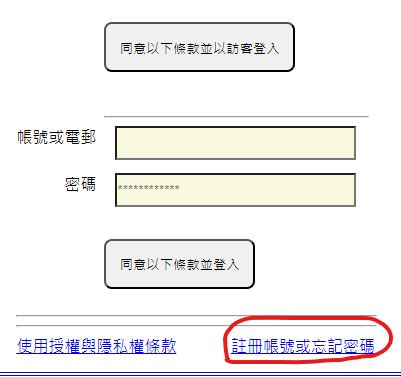 同意以下條款並以訪客登入
帳號或電郵
密碼 ************
同意以下條款並登入
使用授權與隱私權條款 註冊帳號或忘記密碼